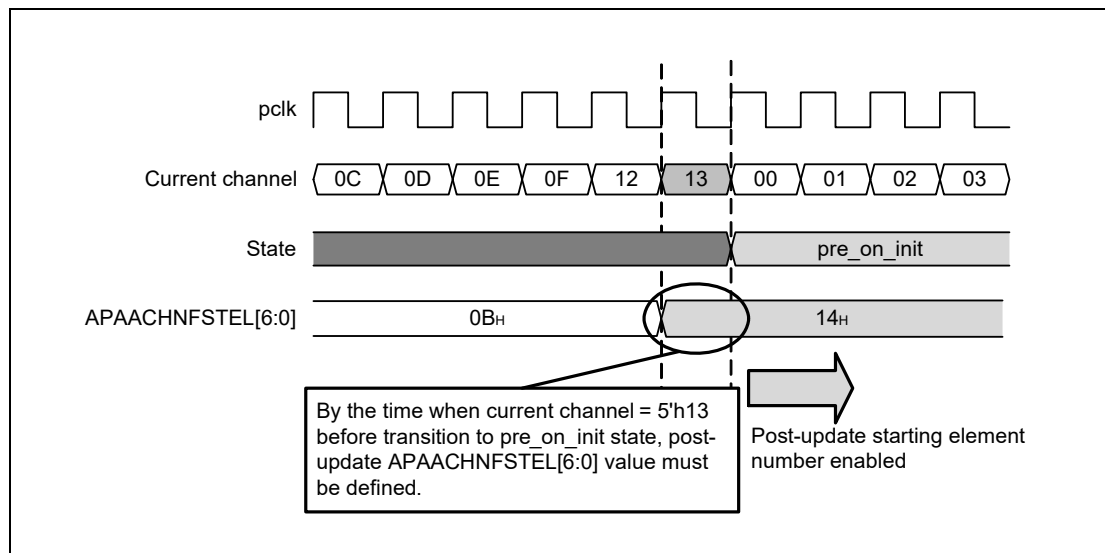 pclk
Current channel 0C 0D 0E 0F 12 13 00 01 02 03
State pre_on_init
APAACHNFSTEL[6:0] 0BH 14H
By the time when current channel = 5'h13
before transition to pre_on_init state, post-
update APAACHNFSTEL[6:0] value must
be defined.
Post-update starting element
number enabled